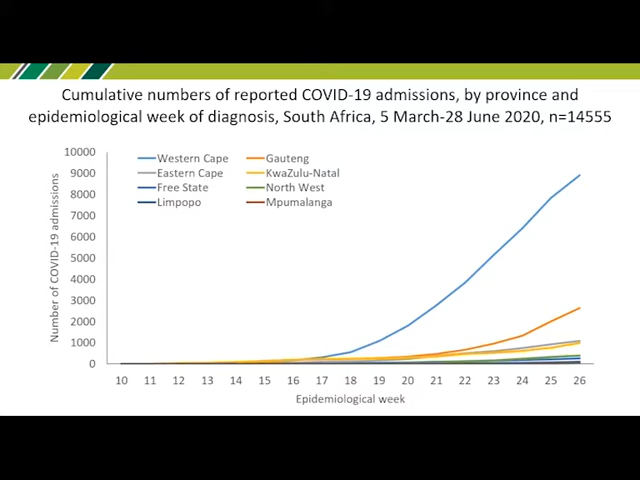 Cumulative numbers of reported COVID-19 admissions, by province and
epidemiological week of diagnosis, South Africa, 5 March-28 June 2020, n=14555
Number of COVID-19 admissions
10000
9000
8000
7000
6000
5000
4000
3000
2000
1000
0
Western Cape
Gauteng
Eastern Cape
KwaZulu-Natal
Free State
North West
Limpopo
Mpumalanga
10 11 12 13 14 15 16 17 18 19 20 21 22 23 24 25 26
Epidemiological week